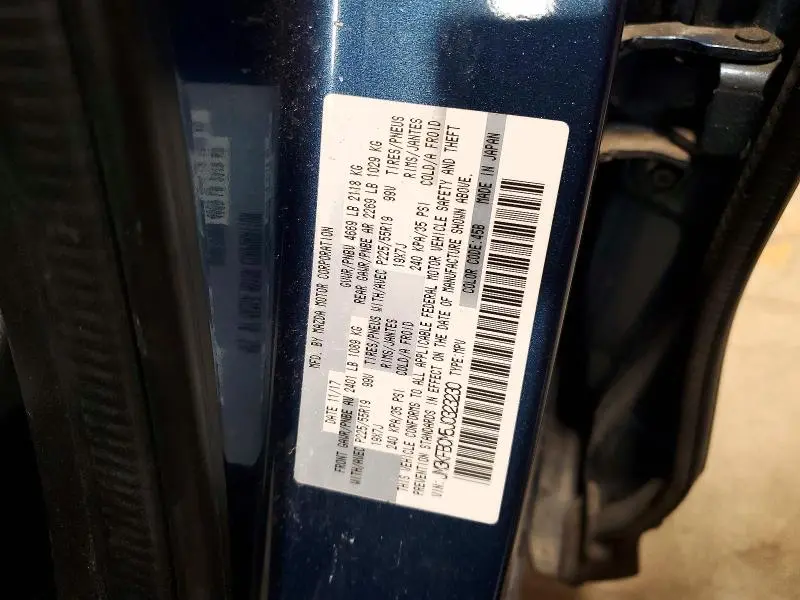 MFD. BY MAZDA MOTOR CORPORATION
DATE 11/17 GVWR/PNBV 4669 LB 2118 KG
FRONT GAWR/PNBE AV 2401 LB 1089 KG REAR GAWR/PNBE AR 2269 LB 1029 KG
WITH/AVEC P225/55R19 99V TIRES/PNEUS WITH/AVEC P225/55R19 99V TIRES/PNEUS
19X7J RIMS/JANTES 19X7J RIMS/JANTES
240 KPA/35 PSI COLD/A FROID 240 KPA/35 PSI COLD/A FROID
THIS VEHICLE CONFORMS TO ALL APPLICABLE FEDERAL MOTOR VEHICLE SAFETY AND THEFT
PREVENTION STANDARDS IN EFFECT ON THE DATE OF MANUFACTURE SHOWN ABOVE.
VIN: JM3KFBCM5J0323230 TYPE:MPV COLOR CODE:45B MADE IN JAPAN